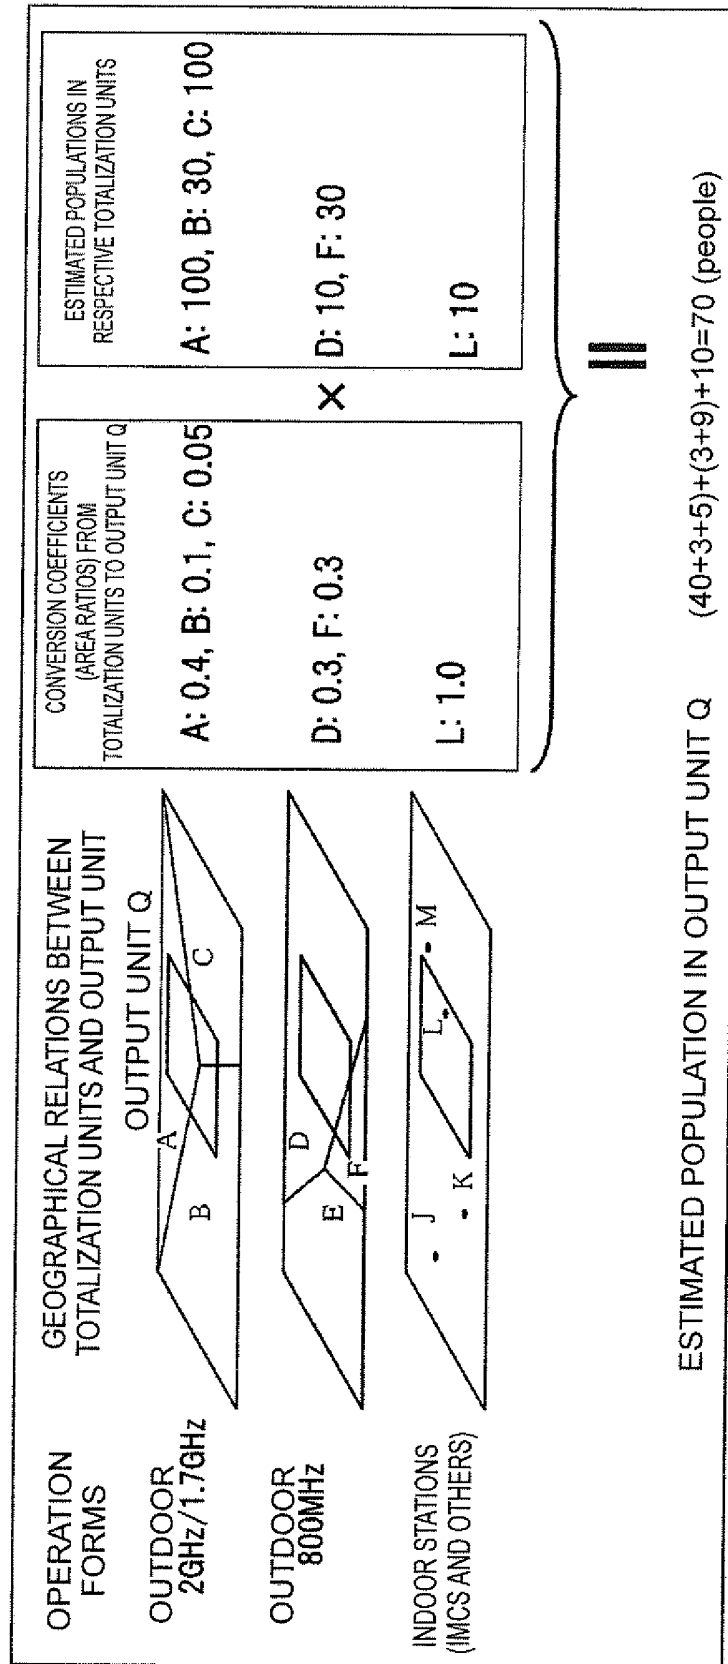 OPERATION
FORMS
GEOGRAPHICAL RELATIONS BETWEEN
TOTALIZATION UNITS AND OUTPUT UNIT
CONVERSION COEFFICIENTS
(AREA RATIOS) FROM
TOTALIZATION UNITS TO OUTPUT UNIT Q
ESTIMATED POPULATIONS IN
RESPECTIVE TOTALIZATION UNITS
OUTPUT UNIT Q
OUTDOOR
2GHz/1.7GHz
A
B
C
A: 0.4, B: 0.1, C: 0.05
A: 100, B: 30, C: 100
OUTDOOR
800MHz
D
E
F
D: 0.3, F: 0.3
×
D: 10, F: 30
INDOOR STATIONS
(IMCS AND OTHERS)
J
K
L
M
L: 1.0
L: 10
=
ESTIMATED POPULATION IN OUTPUT UNIT Q (40+3+5)+(3+9)+10=70 (people)